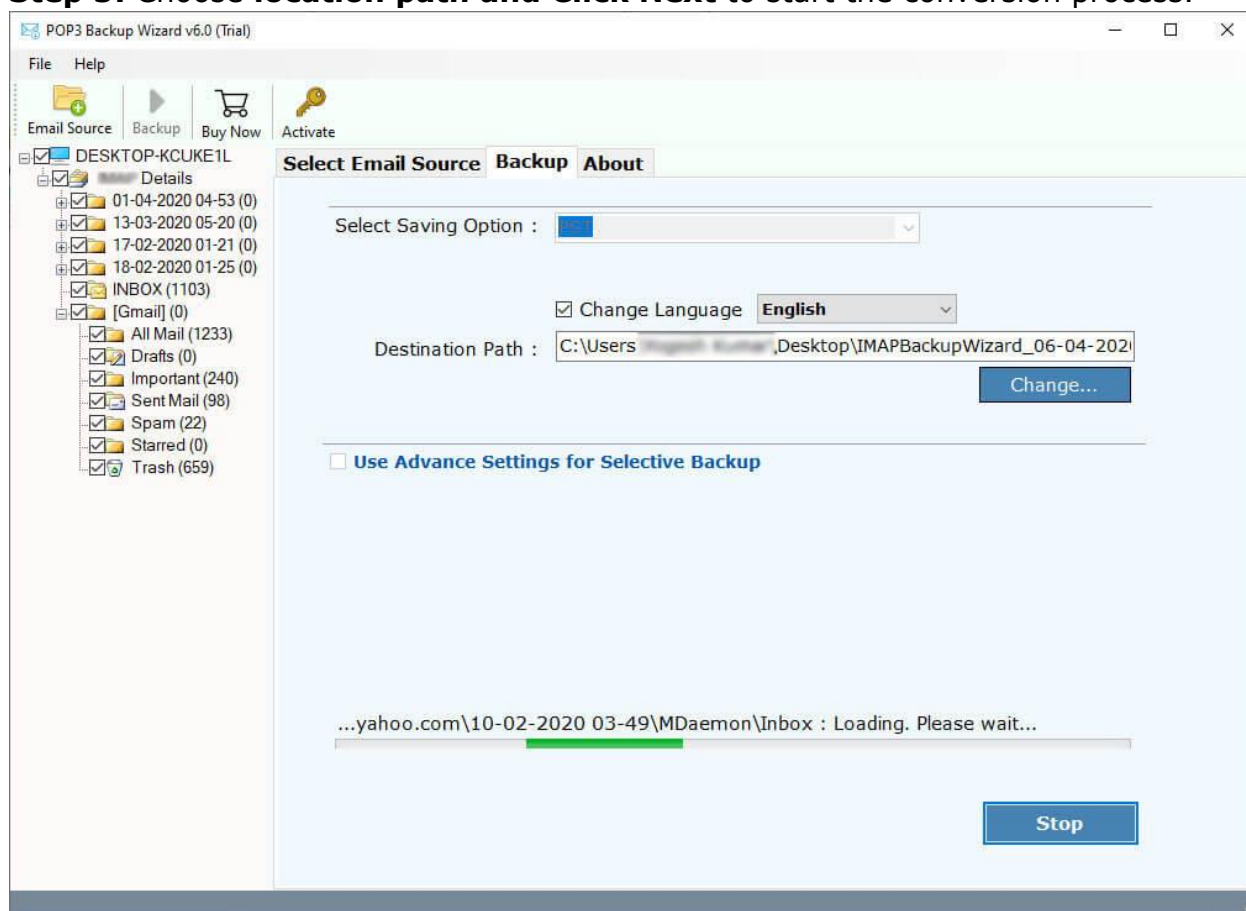 Step 5: Choose location path and Click Next to start the conversion process.
POP3 Backup Wizard v6.0 (Trial)
File Help
Email Source Backup Buy Now Activate
DESKTOP-KCUKE1L
Details
01-04-2020 04-53 (0)
13-03-2020 05-20 (0)
17-02-2020 01-21 (0)
18-02-2020 01-25 (0)
INBOX (1103)
[Gmail] (0)
All Mail (1233)
Drafts (0)
Important (240)
Sent Mail (98)
Spam (22)
Starred (0)
Trash (659)
Select Email Source Backup About
Select Saving Option : PST
Change Language English
Destination Path : C:\Users ,Desktop\IMAPBackupWizard_06-04-202
Change...
Use Advance Settings for Selective Backup
...yahoo.com\10-02-2020 03-49\MDaemon\Inbox : Loading. Please wait...
Stop